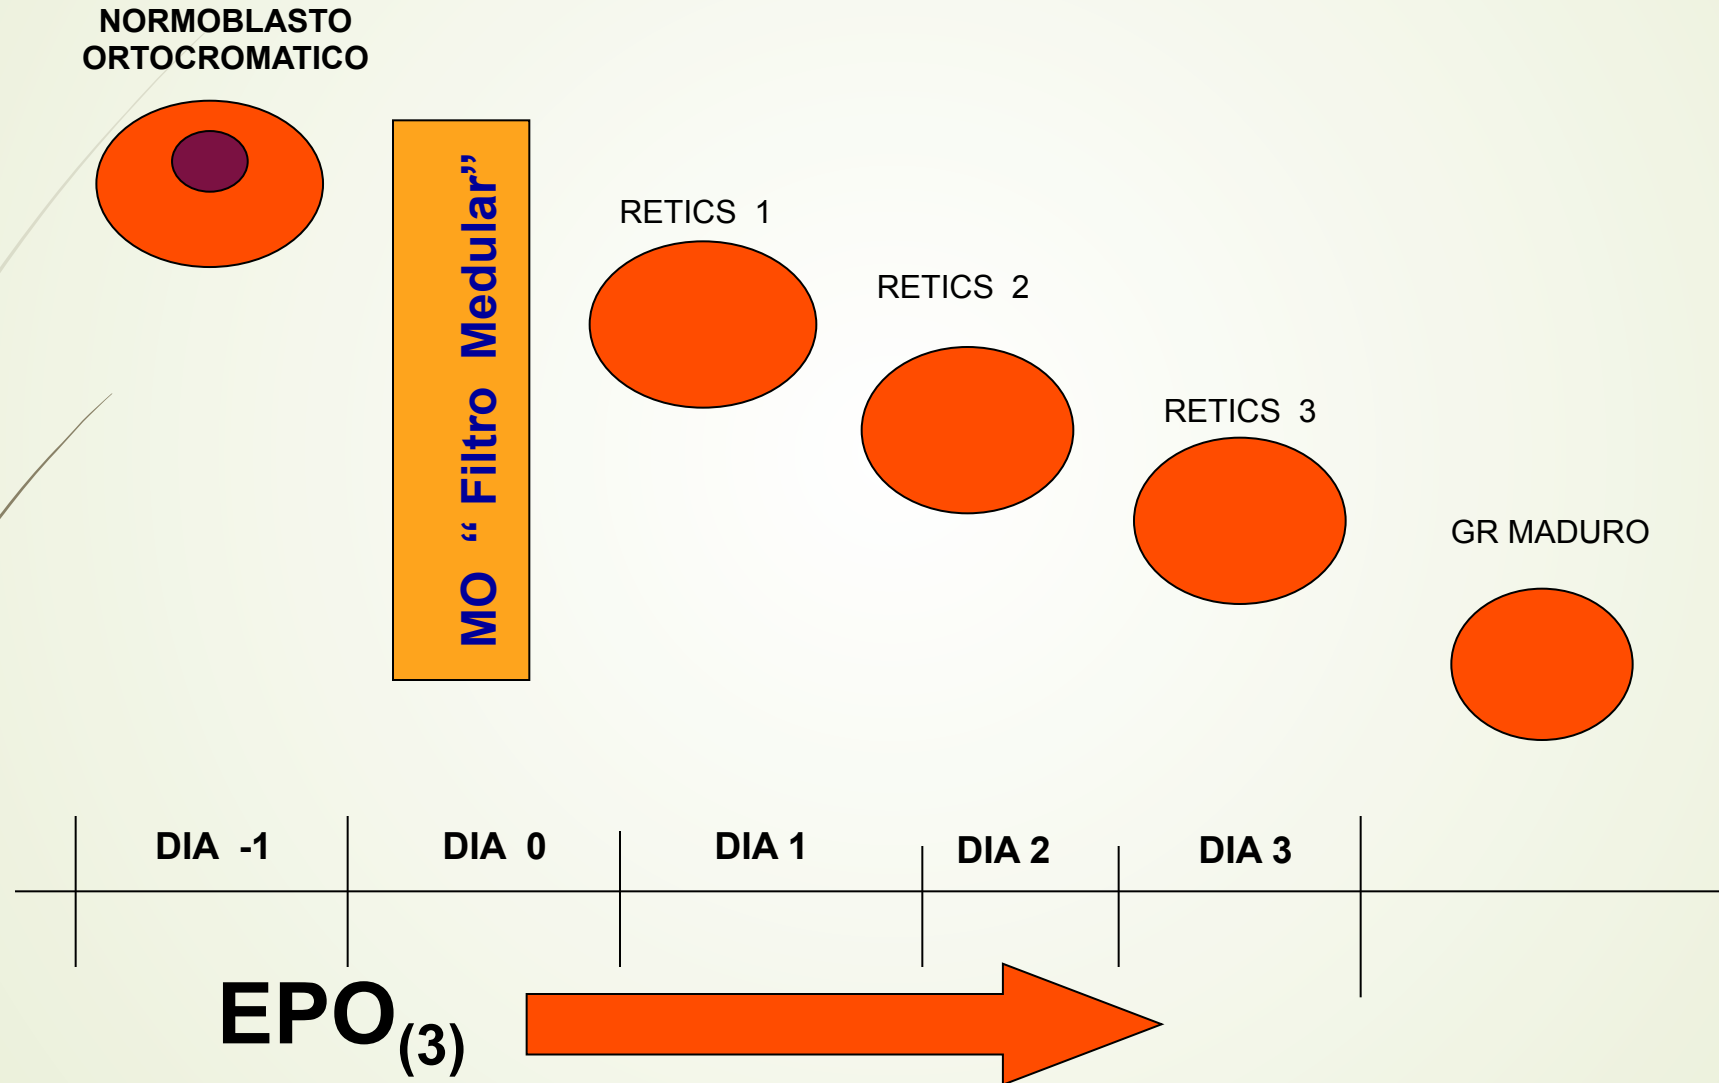 NORMOBLASTO
ORTOCROMATICO
MO “ Filtro Medular”
RETICS 1
RETICS 2
RETICS 3
GR MADURO
DIA -1
DIA 0
DIA 1
DIA 2
DIA 3
EPO(3)